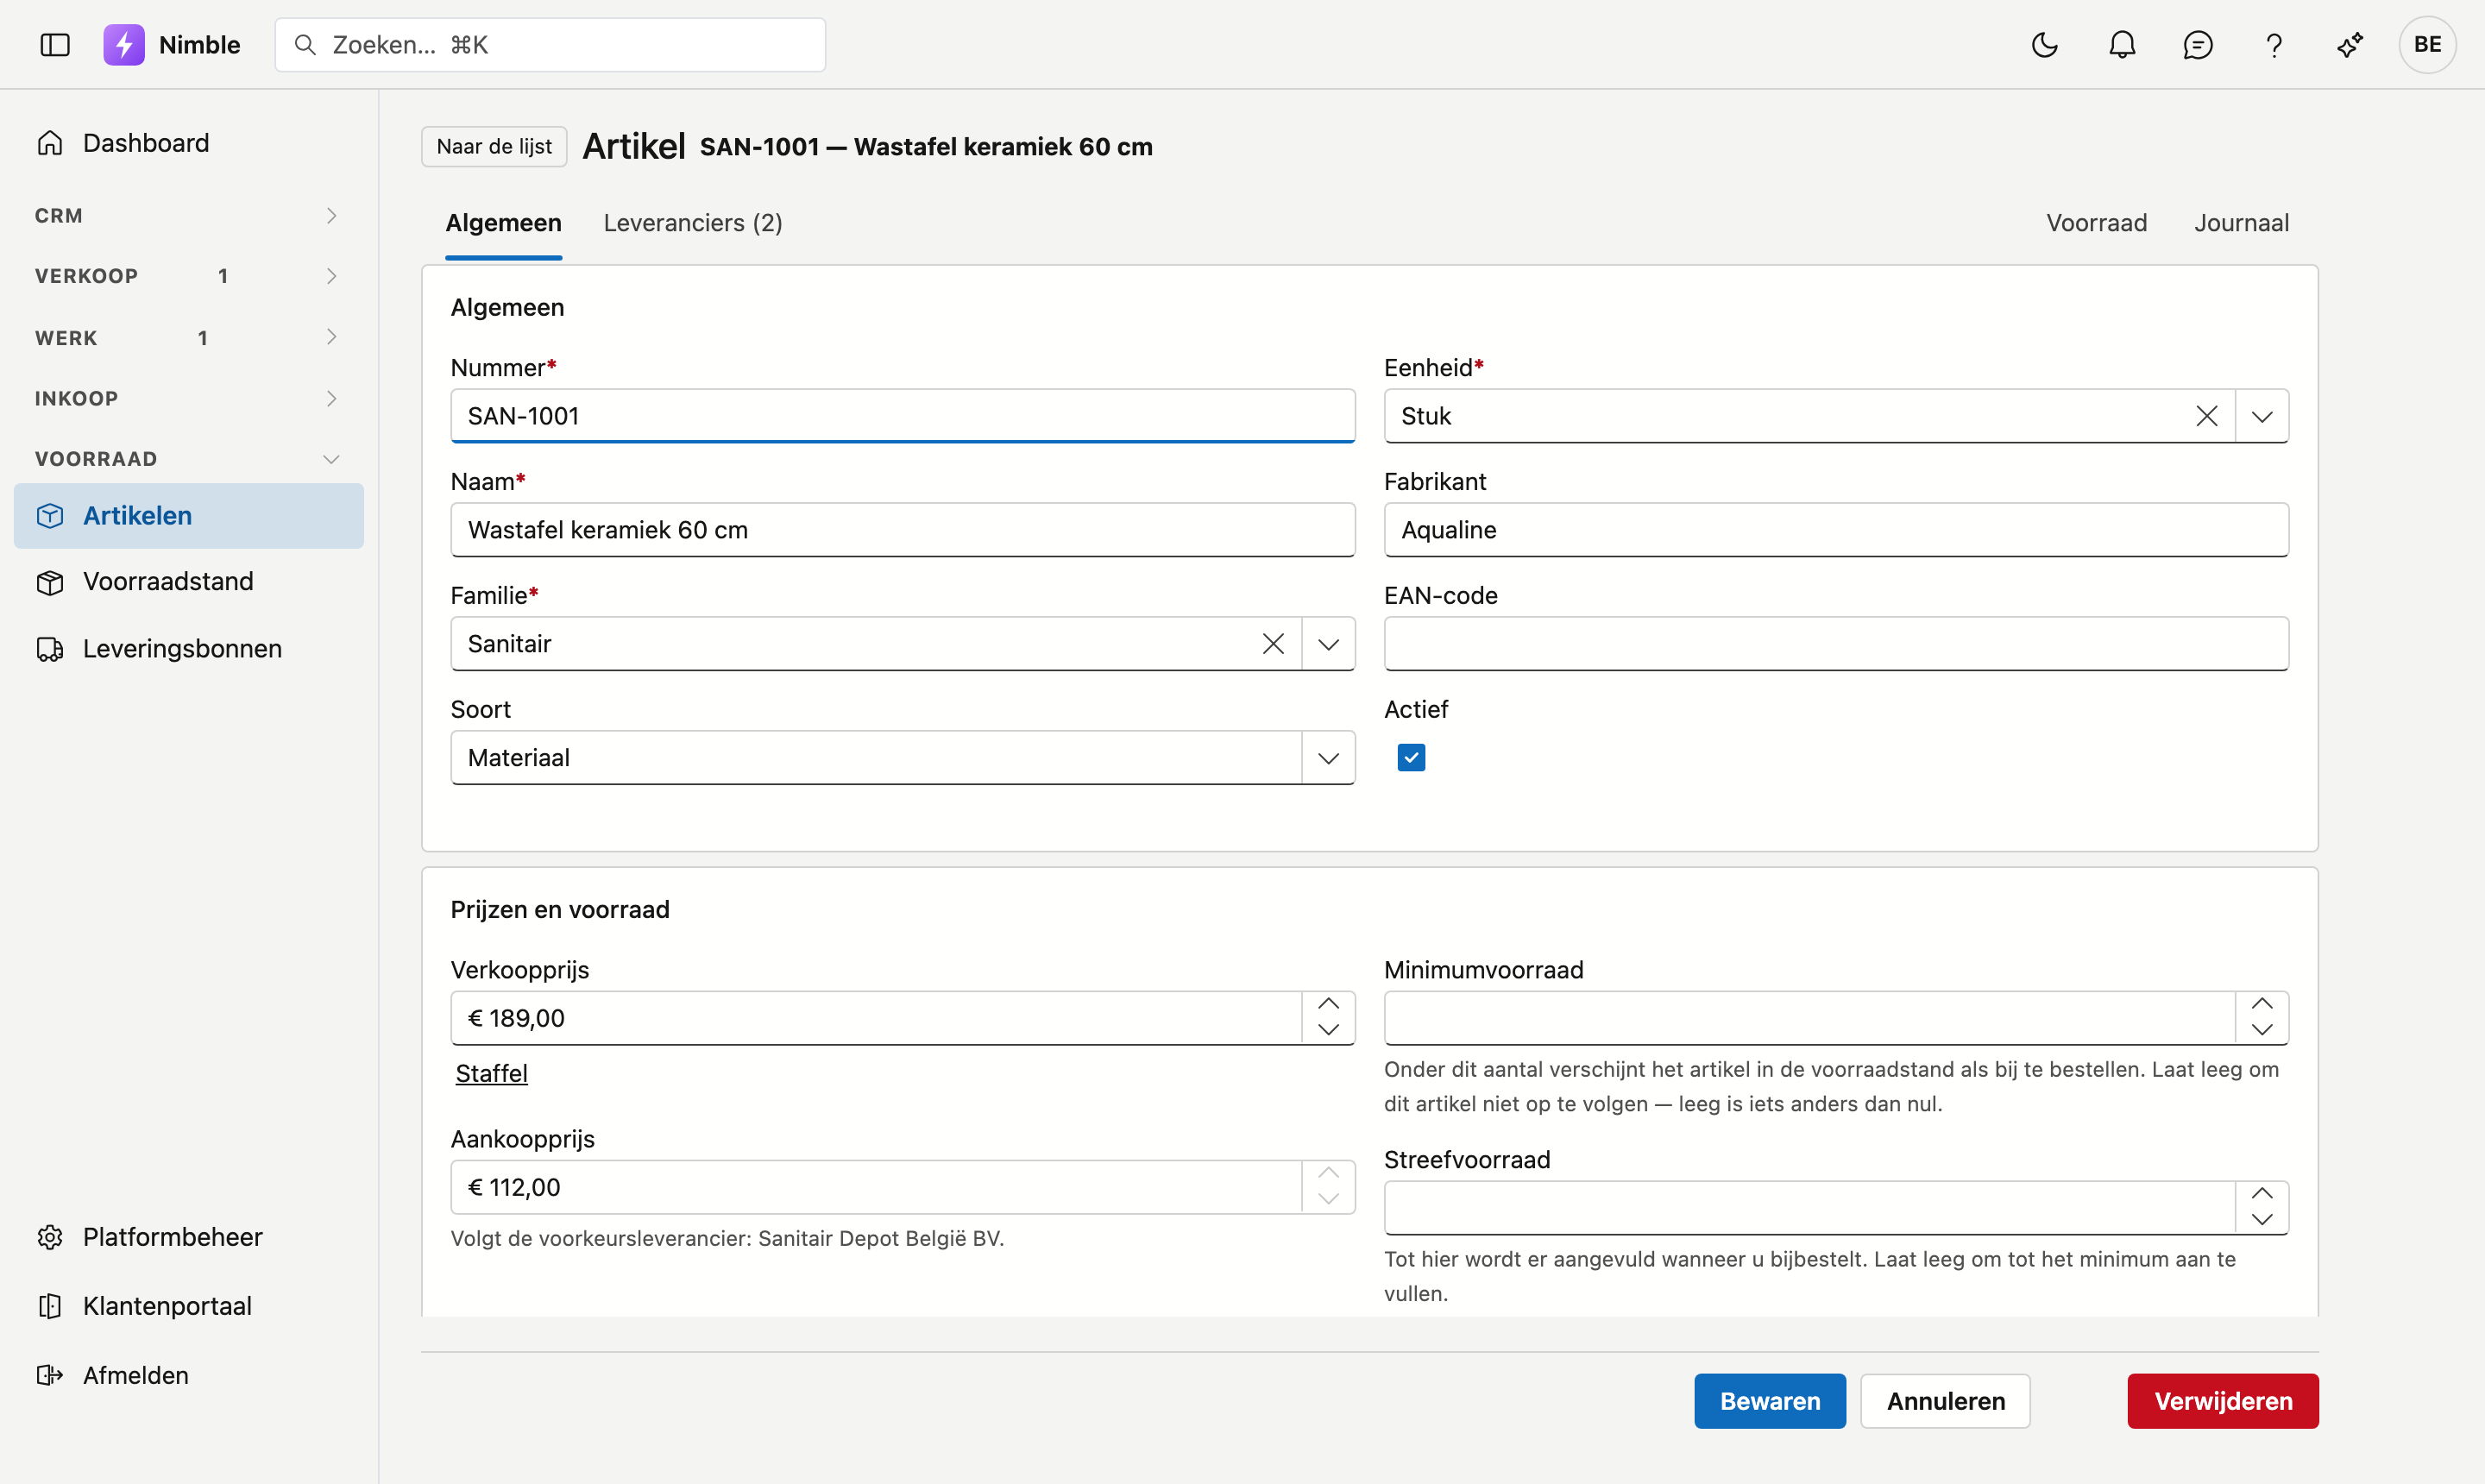 Nimble
Zoeken... ⌘K
BE
Dashboard
CRM
VERKOOP 1
WERK 1
INKOOP
VOORRAAD
Artikelen
Voorraadstand
Leveringsbonnen
Platformbeheer
Klantenportaal
Afmelden
Naar de lijst Artikel SAN-1001 — Wastafel keramiek 60 cm
Algemeen Leveranciers (2) Voorraad Journaal
Algemeen
Nummer*
SAN-1001
Eenheid*
Stuk
Naam*
Wastafel keramiek 60 cm
Fabrikant
Aqualine
Familie*
Sanitair
EAN-code
Soort
Materiaal
Actief
Prijzen en voorraad
Verkoopprijs
€ 189,00
Staffel
Aankoopprijs
€ 112,00
Volgt de voorkeursleverancier: Sanitair Depot België BV.
Minimumvoorraad
Onder dit aantal verschijnt het artikel in de voorraadstand als bij te bestellen. Laat leeg om
dit artikel niet op te volgen — leeg is iets anders dan nul.
Streefvoorraad
Tot hier wordt er aangevuld wanneer u bijbestelt. Laat leeg om tot het minimum aan te
vullen.
Bewaren Annuleren Verwijderen